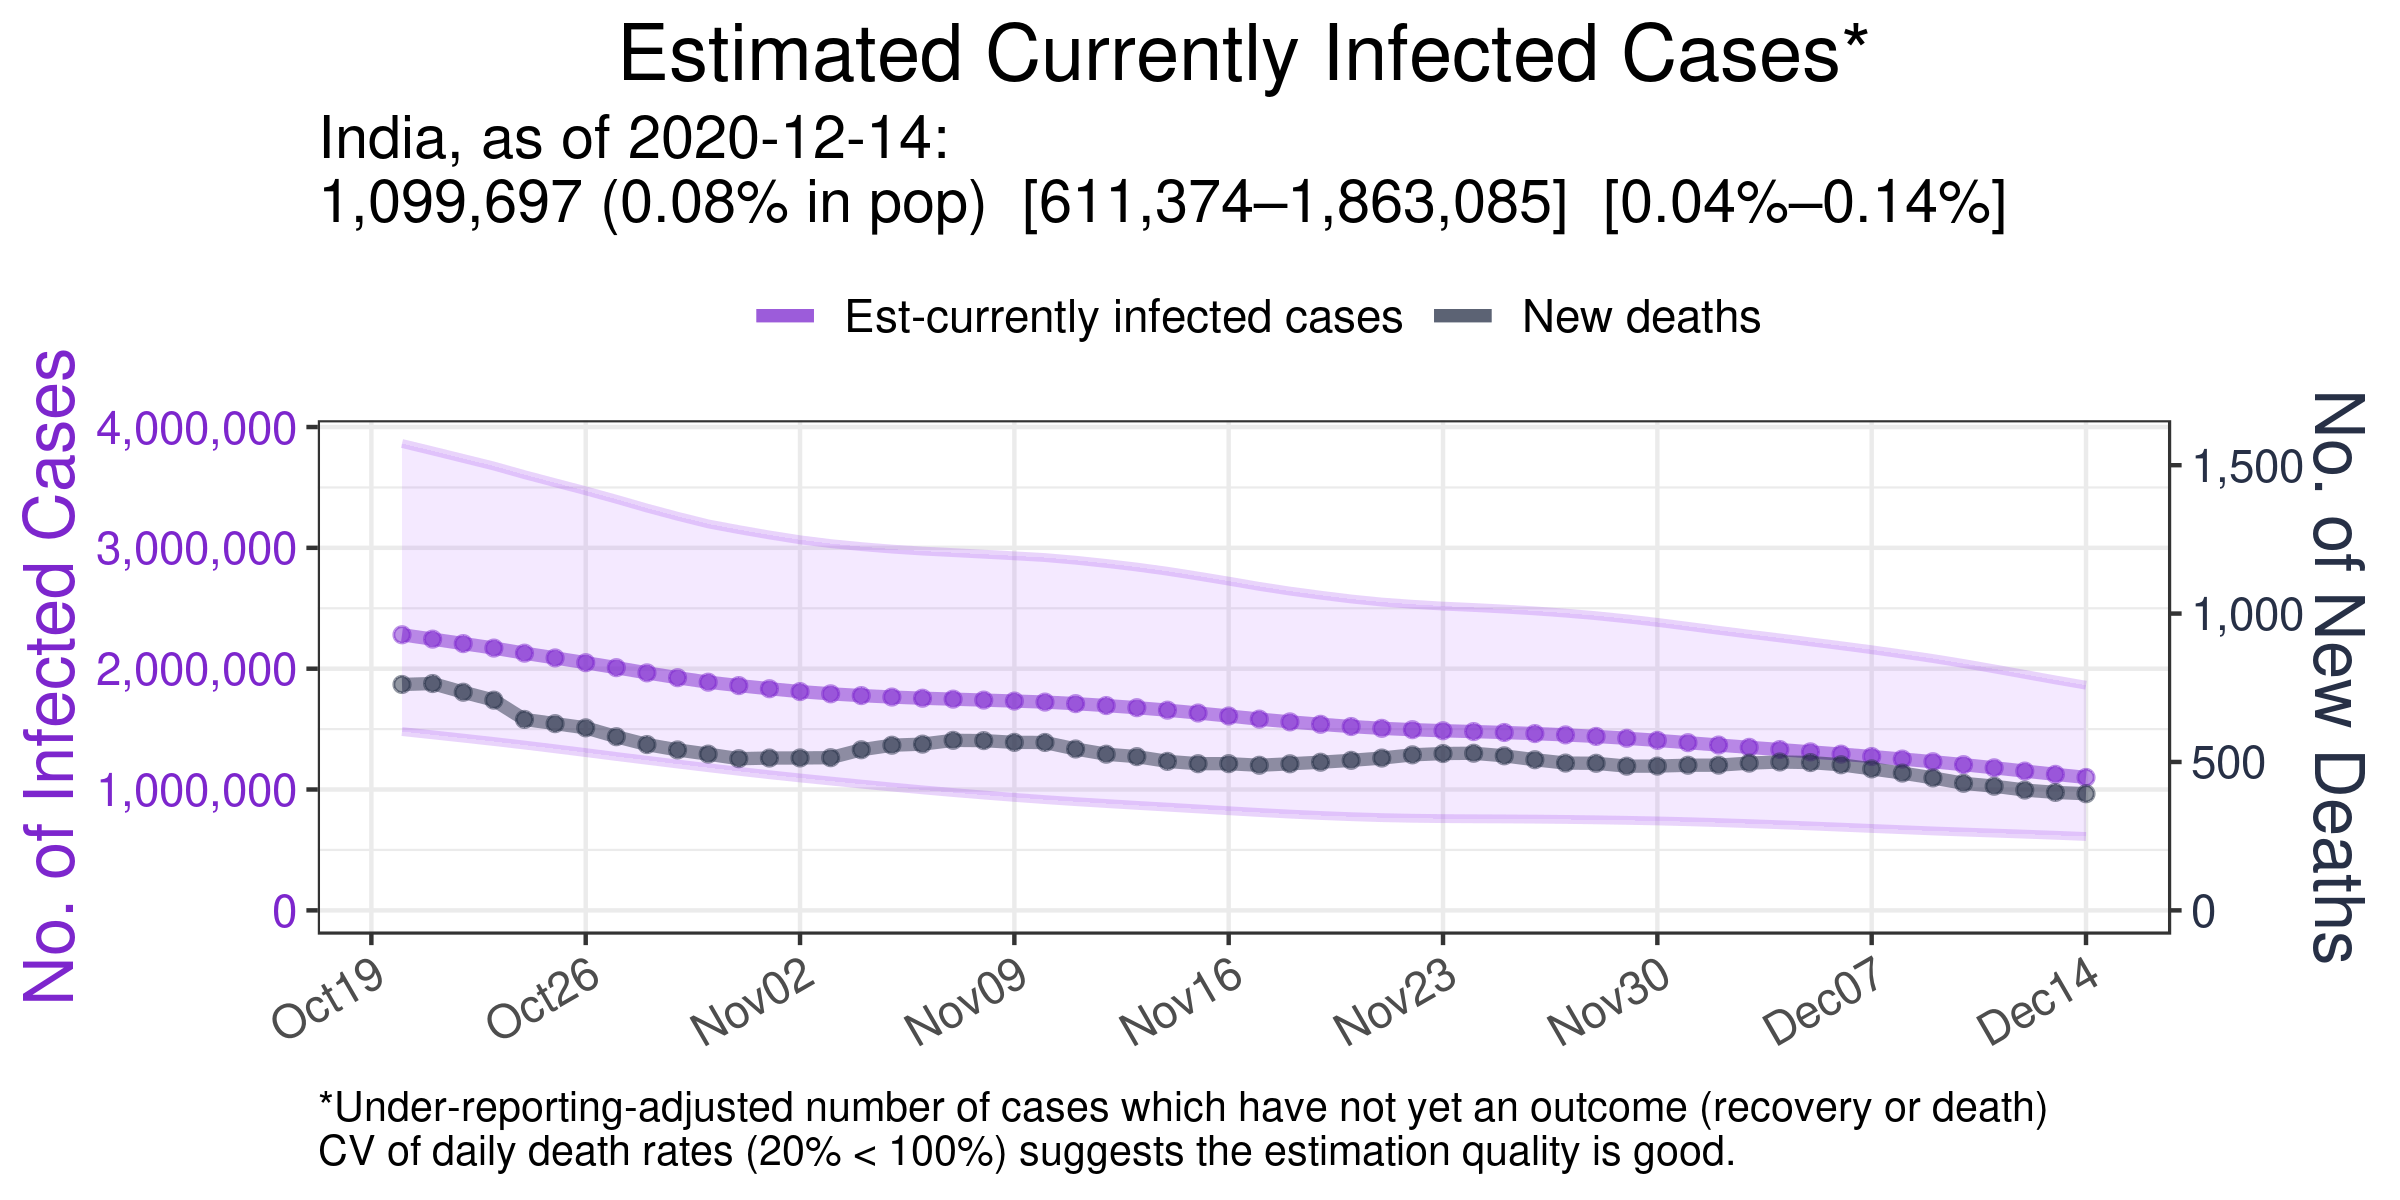 Estimated Currently Infected Cases*
India, as of 2020-12-14:
1,099,697 (0.08% in pop)  [611,374–1,863,085]  [0.04%–0.14%]
Est-currently infected cases
New deaths
No. of Infected Cases
4,000,000
3,000,000
2,000,000
1,000,000
0
1,500
1,000
500
0
No. of New Deaths
Oct19
Oct26
Nov02
Nov09
Nov16
Nov23
Nov30
Dec07
Dec14
*Under-reporting-adjusted number of cases which have not yet an outcome (recovery or death)
CV of daily death rates (20% < 100%) suggests the estimation quality is good.